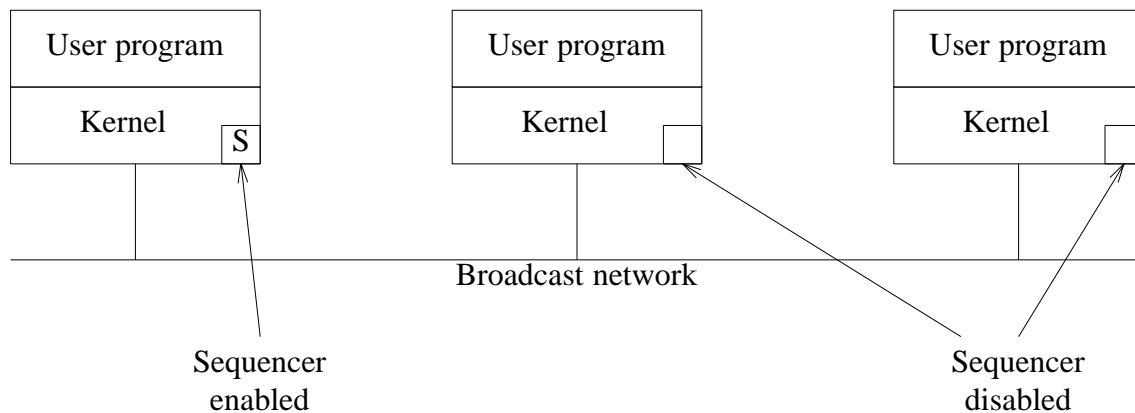 User program
User program
User program
Kernel
Kernel
Kernel
S
Broadcast network
Sequencer
enabled
Sequencer
disabled